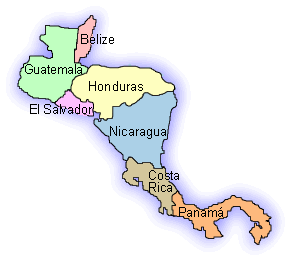 Belize
Guatemala
Honduras
El Salvador
Nicaragua
Costa
Rica
Panamá